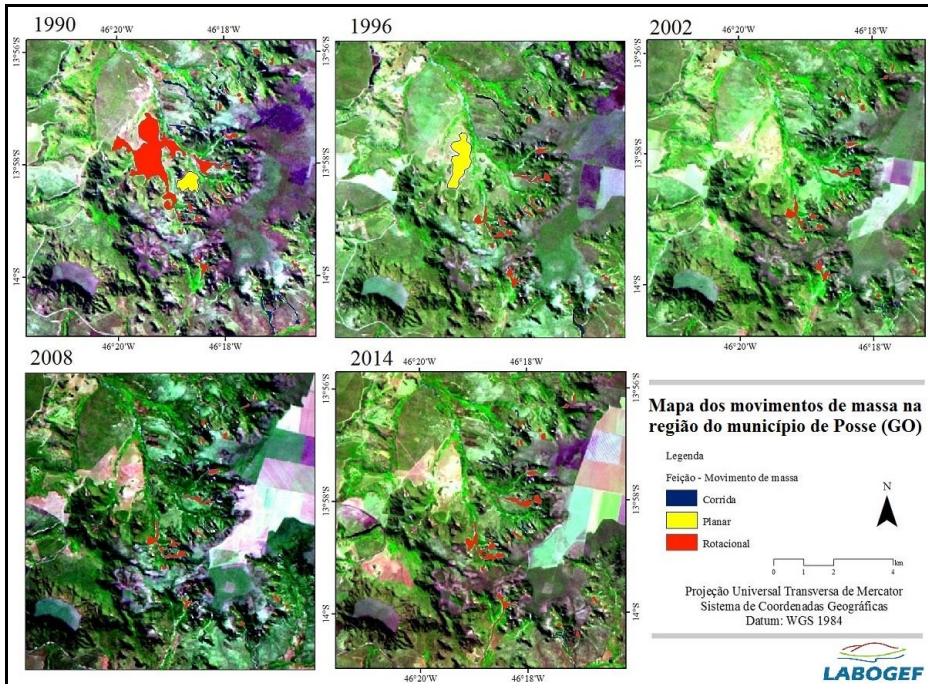 1990
1996
2002
46°20'W
46°18'W
46°20'W
46°18'W
46°20'W
46°18'W
13°56'S
13°58'S
14°S
13°56'S
13°58'S
14°S
13°56'S
13°58'S
14°S
46°20'W
46°18'W
46°20'W
46°18'W
2008
2014
46°20'W
46°18'W
13°56'S
13°58'S
14°S
46°20'W
46°18'W
Mapa dos movimentos de massa na
região do município de Posse (GO)
Legenda
Feição - Movimento de massa
Corrida
Planar
Rotacional
N
0 1 2 4
km
Projeção Universal Transversa de Mercator
Sistema de Coordenadas Geográficas
Datum: WGS 1984
LABOGEF